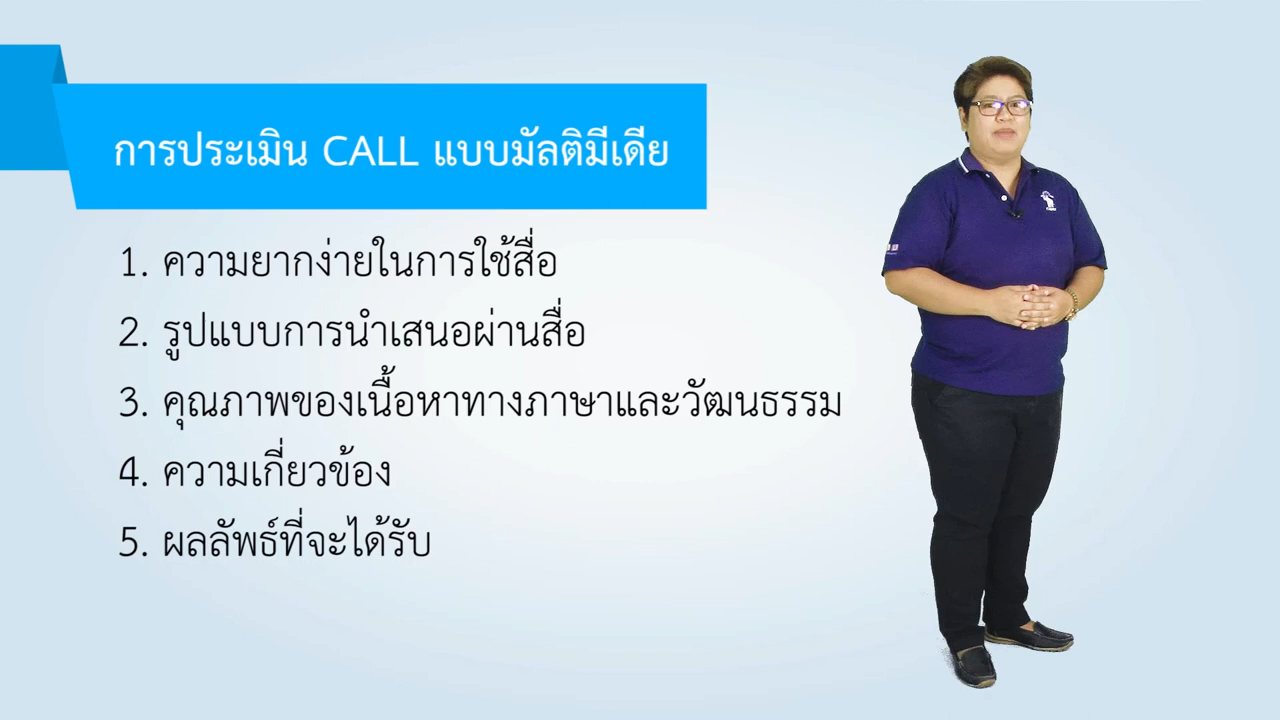 การประเมิน CALL แบบมัลติมีเดีย
1. ความยากง่ายในการใช้สื่อ
2. รูปแบบการนำเสนอผ่านสื่อ
3. คุณภาพของเนื้อหาทางภาษาและวัฒนธรรม
4. ความเกี่ยวข้อง
5. ผลลัพธ์ที่จะได้รับ